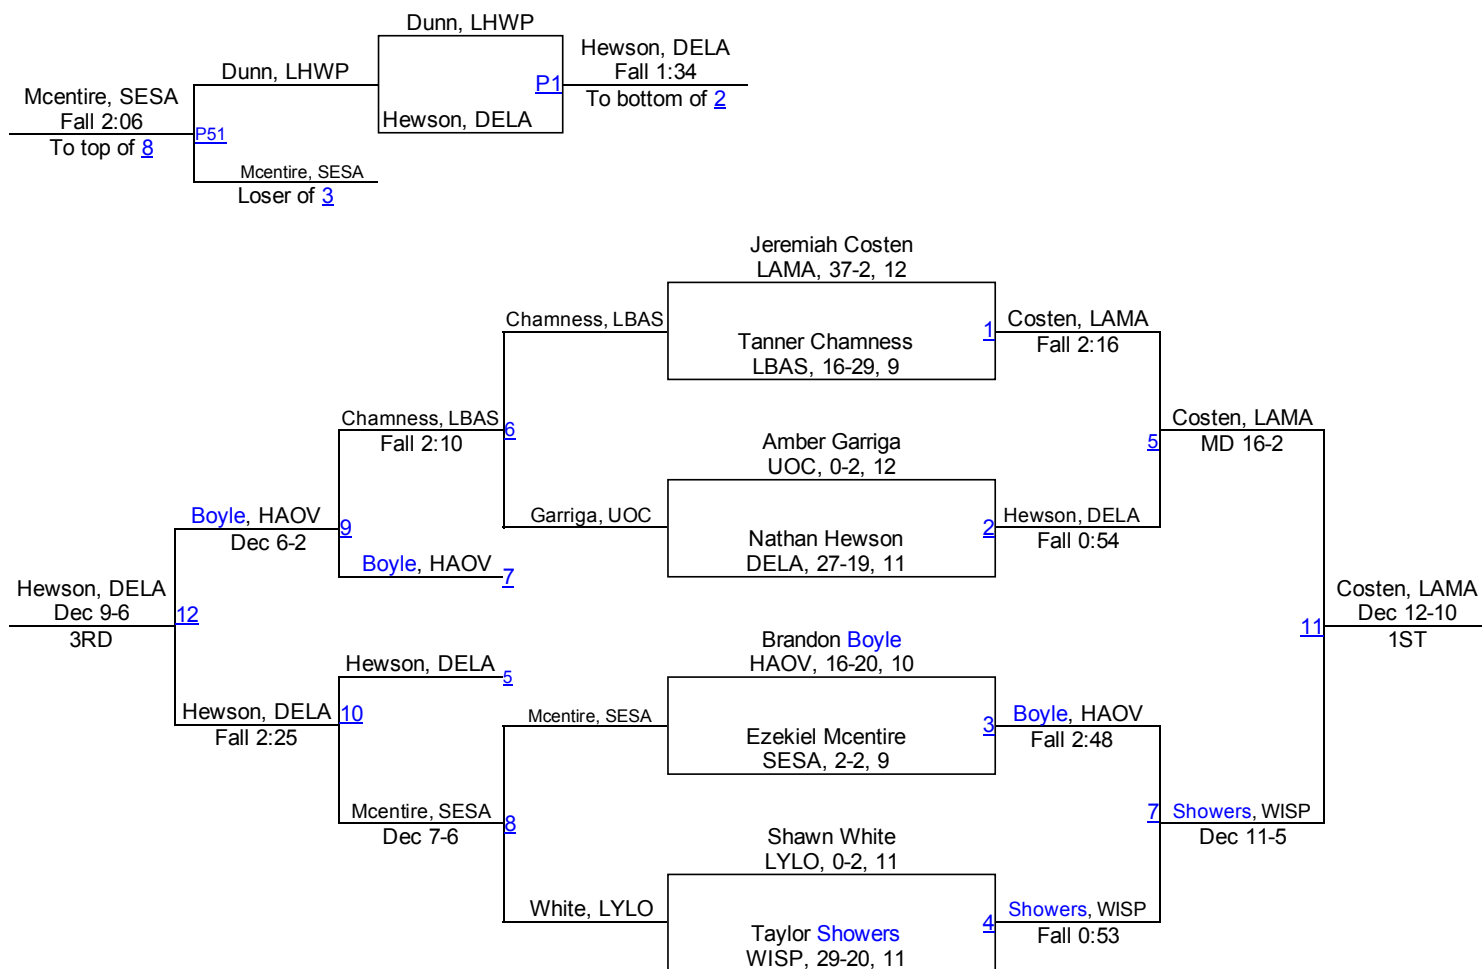 Dunn, LHWP
Hewson, DELA
Fall 1:34
To bottom of 2
P1
Hewson, DELA
Dunn, LHWP
Mcentire, SESA
Fall 2:06
To top of 8
P51
Mcentire, SESA
Loser of 3
Jeremiah Costen
LAMA, 37-2, 12
Chamness, LBAS
1
Costen, LAMA
Fall 2:16
Tanner Chamness
LBAS, 16-29, 9
Chamness, LBAS
Fall 2:10
6
Amber Garriga
UOC, 0-2, 12
5
Costen, LAMA
MD 16-2
Boyle, HAOV
Dec 6-2
9
Garriga, UOC
Nathan Hewson
DELA, 27-19, 11
2
Hewson, DELA
Fall 0:54
Boyle, HAOV
7
Hewson, DELA
Dec 9-6
3RD
12
Costen, LAMA
Dec 12-10
1ST
11
Brandon Boyle
HAOV, 16-20, 10
Hewson, DELA
5
Hewson, DELA
Fall 2:25
10
Mcentire, SESA
Ezekiel Mcentire
SESA, 2-2, 9
3
Boyle, HAOV
Fall 2:48
Mcentire, SESA
Dec 7-6
8
Shawn White
LYLO, 0-2, 11
7
Showers, WISP
Dec 11-5
White, LYLO
Taylor Showers
WISP, 29-20, 11
4
Showers, WISP
Fall 0:53